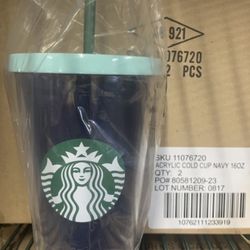 921
11076720
2 PCS
SKU 11076720
ACRYLIC COLD CUP NAVY 16OZ
QTY: 2
PO# 80581209-23
LOT NUMBER: 0817
10762111233919